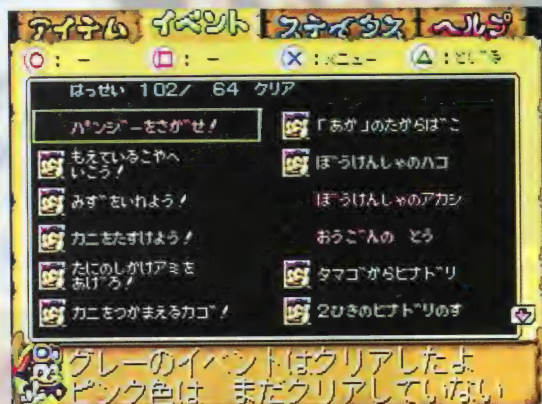 アイテム イベント ステイタス ヘルプ
○：－ □：－ ×：メニュー △：とじる
はっせい 102/ 64 クリア
パンジーをさがせ！
もえているこやへ
いこう！
みずをいれよう！
カニをたすけよう！
たにのしかけアミを
あげろ！
カニをつかまえるカゴ！
「あか」のたからばこ
ぼうけんしゃのハコ
ぼうけんしゃのアカシ
おうごんの とう
タマゴからヒナドリ
2ひきのヒナドリのす
グレーのイベントはクリアしたよ
ピンク色は まだクリアしていない